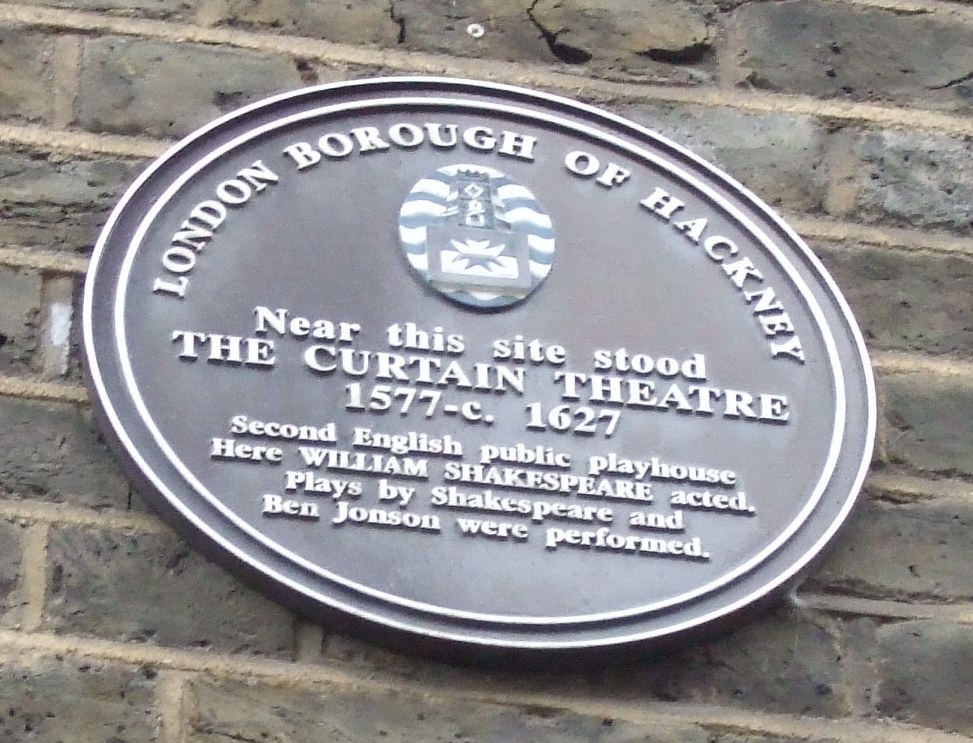 LONDON BOROUGH OF HACKNEY
Near this site stood
THE CURTAIN THEATRE
1577-c. 1627
Second English public playhouse
Here WILLIAM SHAKESPEARE acted.
Plays by Shakespeare and
Ben Jonson were performed.